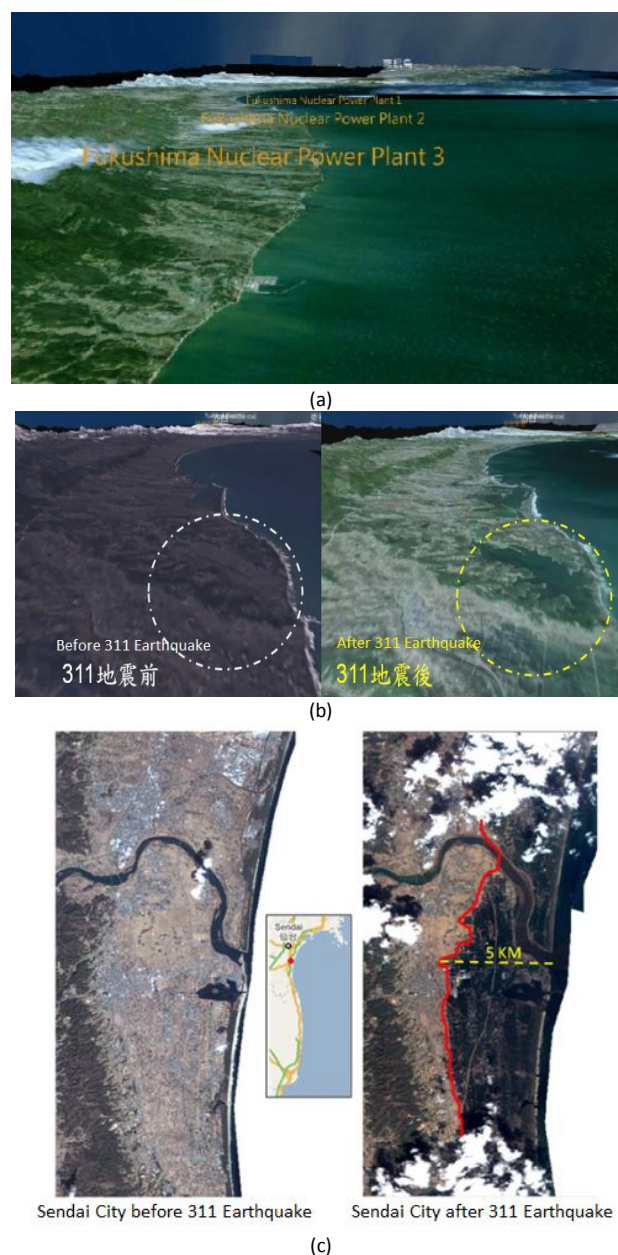 Fukushima Nuclear Power Plant 1
Fukushima Nuclear Power Plant 2
Fukushima Nuclear Power Plant 3
(a)
Before 311 Earthquake
311地震前
After 311 Earthquake
311地震後
(b)
Sendai
仙台
5 KM
Sendai City before 311 Earthquake
Sendai City after 311 Earthquake
(c)